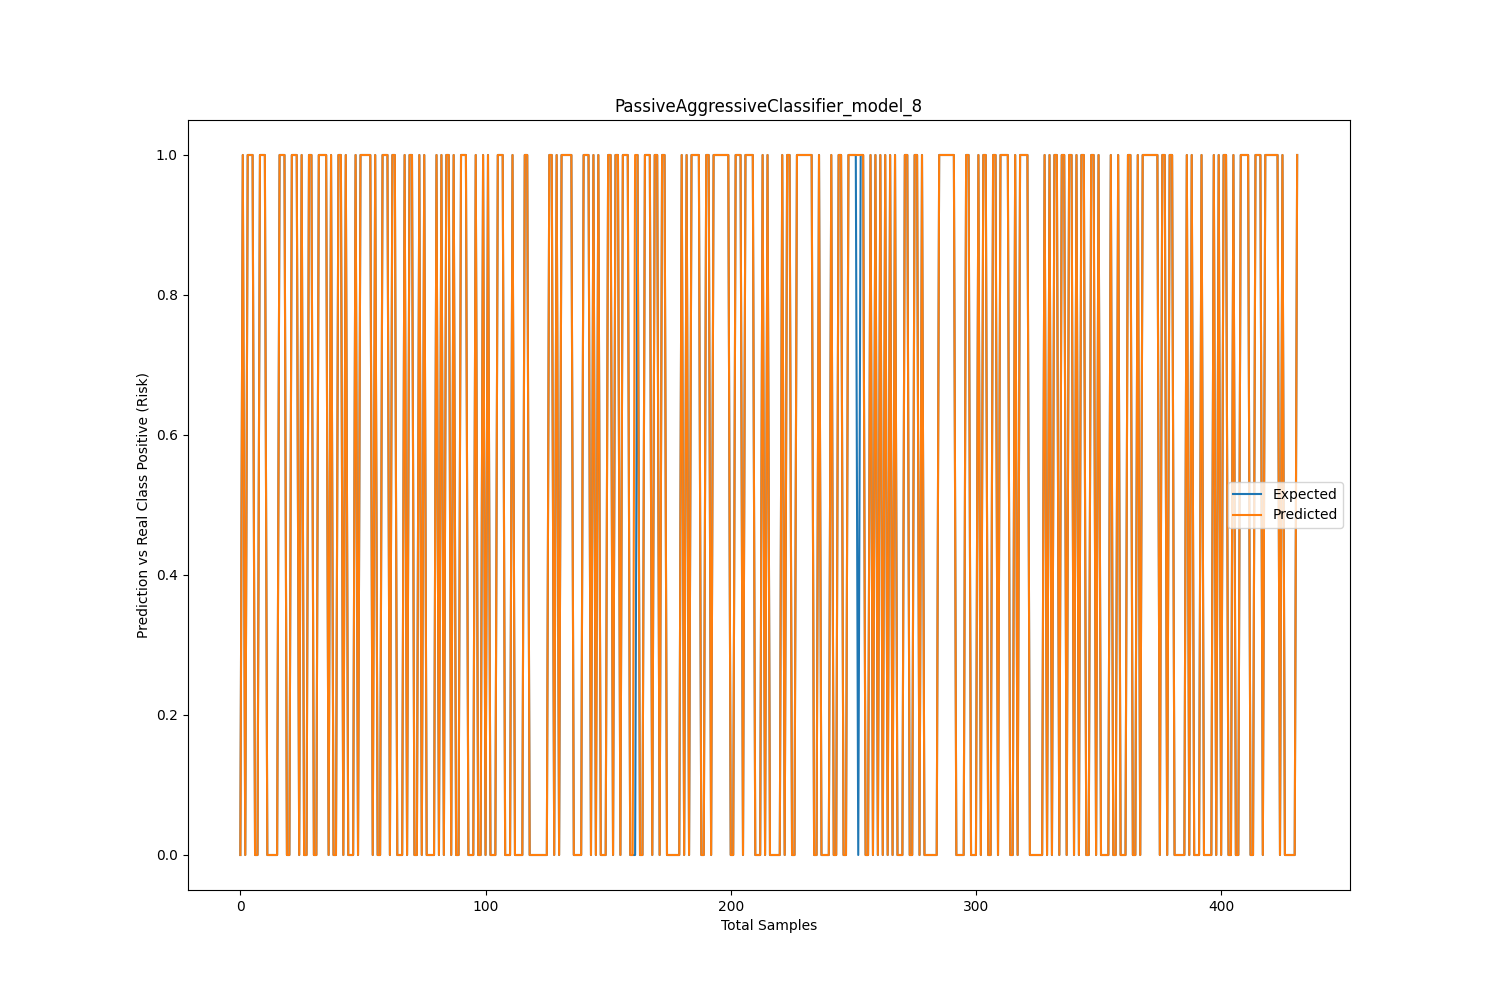 PassiveAggressiveClassifier_model_8
1.0
0.8
0.6
0.4
0.2
0.0
Prediction vs Real Class Positive (Risk)
Expected
Predicted
0
100
200
300
400
Total Samples